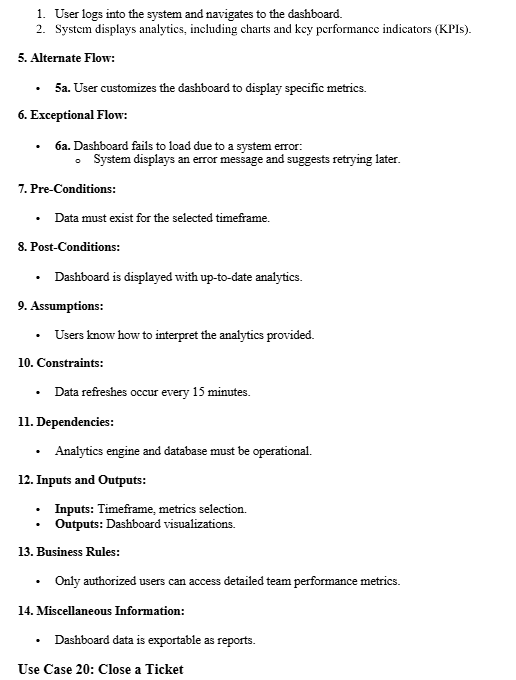 1. User logs into the system and navigates to the dashboard.
2. System displays analytics, including charts and key performance indicators (KPIs).
5. Alternate Flow:
• 5a. User customizes the dashboard to display specific metrics.
6. Exceptional Flow:
• 6a. Dashboard fails to load due to a system error:
o System displays an error message and suggests retrying later.
7. Pre-Conditions:
• Data must exist for the selected timeframe.
8. Post-Conditions:
• Dashboard is displayed with up-to-date analytics.
9. Assumptions:
• Users know how to interpret the analytics provided.
10. Constraints:
• Data refreshes occur every 15 minutes.
11. Dependencies:
• Analytics engine and database must be operational.
12. Inputs and Outputs:
• Inputs: Timeframe, metrics selection.
• Outputs: Dashboard visualizations.
13. Business Rules:
• Only authorized users can access detailed team performance metrics.
14. Miscellaneous Information:
• Dashboard data is exportable as reports.
Use Case 20: Close a Ticket